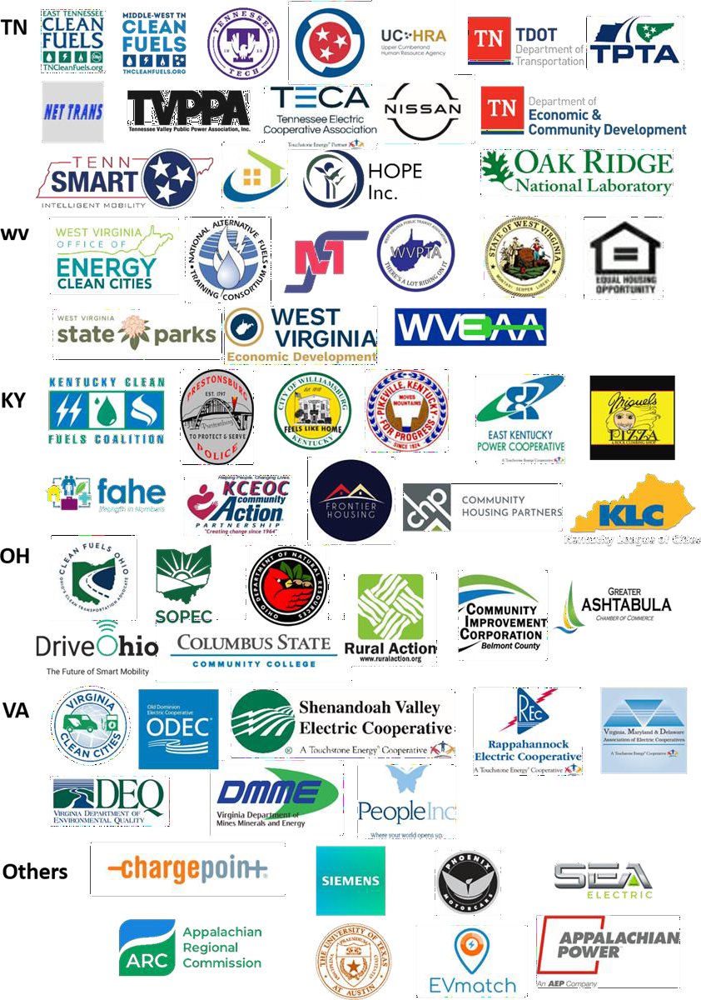 TN
EAST TENNESSEE
CLEAN
FUELS
TNCleanFuels.org
MIDDLE-WEST TN
CLEAN
FUELS
TNCLEANFUELS.ORG
TENNESSEE
1915
TECH
UC HRA
Upper Cumberland
Human Resource Agency
TN
TDOT
Department of
Transportation
TPTA
NET TRANS
TVPPA
Tennessee Valley Public Power Association, Inc.
TECA
Tennessee Electric
Cooperative Association
Touchstone Energy® Partner
NISSAN
TN
Department of
Economic &
Community Development
TENN
SMART
INTELLIGENT MOBILITY
HOPE
Inc.
OAK RIDGE
National Laboratory
WV
WEST VIRGINIA
OFFICE OF
ENERGY
CLEAN CITIES
NATIONAL ALTERNATIVE FUELS
TRAINING CONSORTIUM
MJ
WEST VIRGINIA PUBLIC TRANSIT ASSOCIATION
WVPTA
THERE'S A LOT RIDING ON IT
STATE OF WEST VIRGINIA
MONTANI SEMPER LIBERI
EQUAL HOUSING
OPPORTUNITY
WEST VIRGINIA
state parks
WEST
VIRGINIA
Economic Development
WVEAA
KY
KENTUCKY CLEAN
FUELS COALITION
PRESTONSBURG
EST. 1797
Prestonsburg
TO PROTECT & SERVE
POLICE
CITY OF WILLIAMSBURG
FEELS LIKE HOME
KENTUCKY
PIKEVILLE, KENTUCKY
MOVES
MOUNTAINS
FOR PROGRESS
SINCE 1824
EAST KENTUCKY
POWER COOPERATIVE
A Touchstone Energy Cooperative
Miguels
PIZZA
A ROCK CLIMBING SHOP
fahe
Strength in Numbers
Helping People. Changing Lives.
KCEOC
community
Action
PARTNERSHIP
"Creating change since 1964"
FRONTIER
HOUSING
chp
COMMUNITY
HOUSING PARTNERS
KLC
Kentucky League of Cities
OH
CLEAN FUELS OHIO
OHIO'S CLEAN TRANSPORTATION ADVOCATE
SOPEC
OHIO DEPARTMENT OF NATURAL RESOURCES
Rural Action
www.ruralaction.org
COMMUNITY
IMPROVEMENT
CORPORATION
Belmont County
GREATER
ASHTABULA
CHAMBER OF COMMERCE
DriveOhio
The Future of Smart Mobility
COLUMBUS STATE
COMMUNITY COLLEGE
VA
VIRGINIA
CLEAN CITIES
Old Dominion
Electric Cooperative
ODEC®
Shenandoah Valley
Electric Cooperative
® A Touchstone Energy® Cooperative
REC
Rappahannock
Electric Cooperative
A Touchstone Energy® Cooperative
Virginia, Maryland & Delaware
Association of Electric Cooperatives
A Touchstone Energy® Cooperative
DEQ
VIRGINIA DEPARTMENT OF
ENVIRONMENTAL QUALITY
DMME
Virginia Department of
Mines Minerals and Energy
PeopleInc
Where your world opens up.
Others
-chargepoin+®
SIEMENS
PHOENIX
MOTORCARS
SEA
ELECTRIC
ARC
Appalachian
Regional
Commission
THE UNIVERSITY OF TEXAS
AT AUSTIN
EVmatch
APPALACHIAN
POWER™
An AEP Company